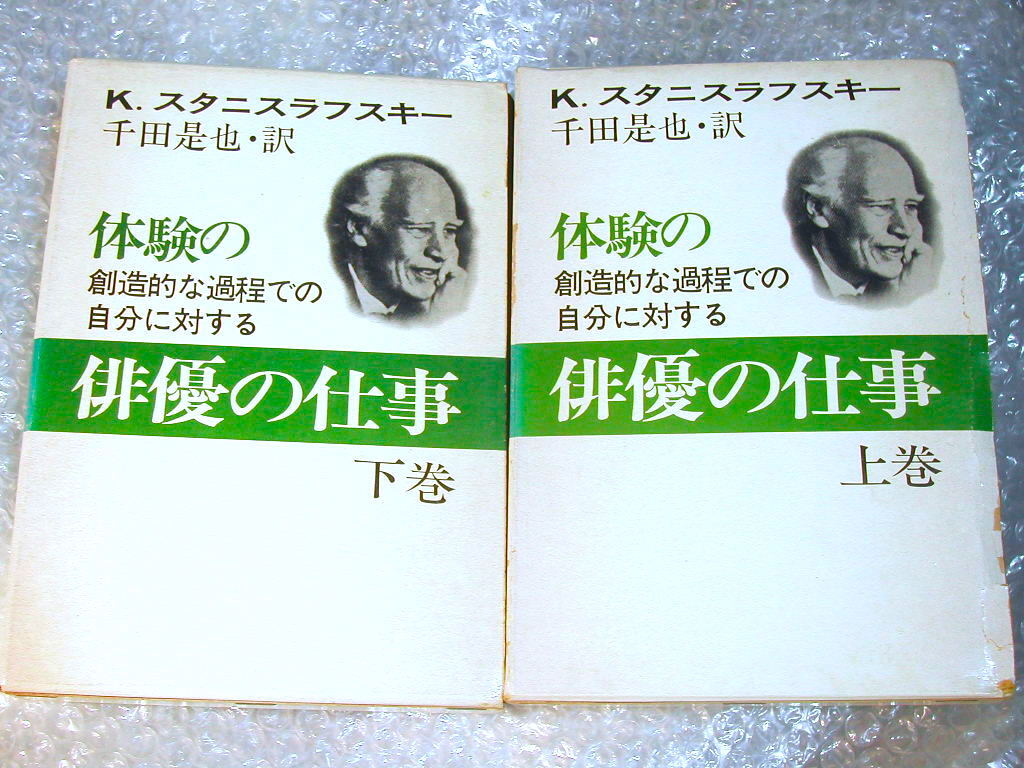 K. スタニスラフスキー
千田是也・訳
体験の
創造的な過程での
自分に対する
俳優の仕事
下巻
K. スタニスラフスキー
千田是也・訳
体験の
創造的な過程での
自分に対する
俳優の仕事
上巻